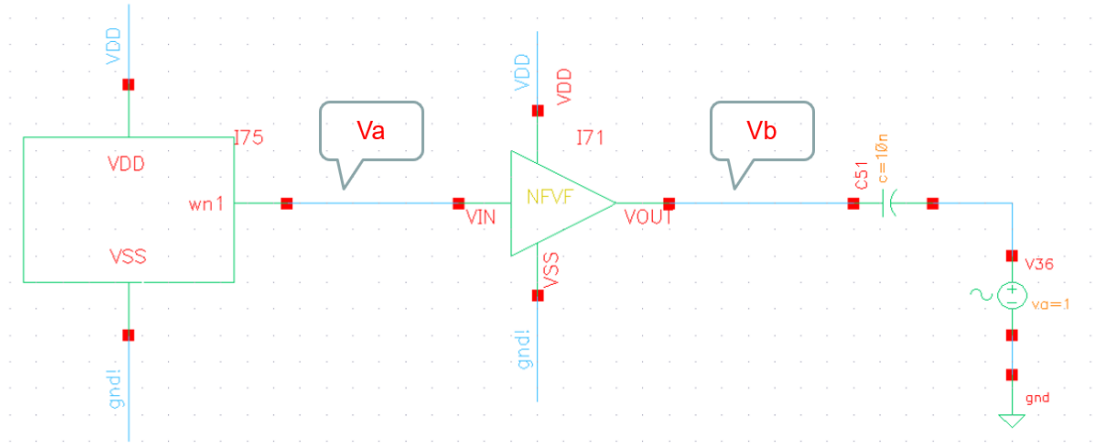 VDD
I75
VDD
wn1
VSS
gnd!
Va
VDD
VDD
I71
NFVF
VIN
VOUT
VSS
gnd!
Vb
C51
c=10n
V36
va=1
gnd